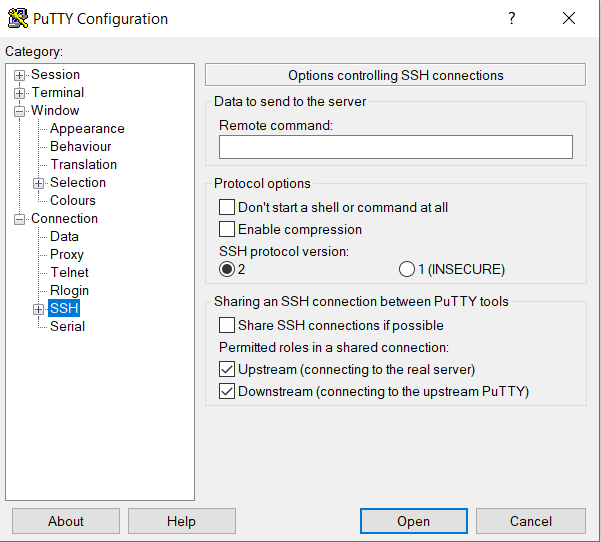 PuTTY Configuration
?
Category:
Session
Terminal
Window
Appearance
Behaviour
Translation
Selection
Colours
Connection
Data
Proxy
Telnet
Rlogin
SSH
Serial
Options controlling SSH connections
Data to send to the server
Remote command:
Protocol options
Don't start a shell or command at all
Enable compression
SSH protocol version:
2 1 (INSECURE)
Sharing an SSH connection between PuTTY tools
Share SSH connections if possible
Permitted roles in a shared connection:
Upstream (connecting to the real server)
Downstream (connecting to the upstream PuTTY)
About Help Open Cancel